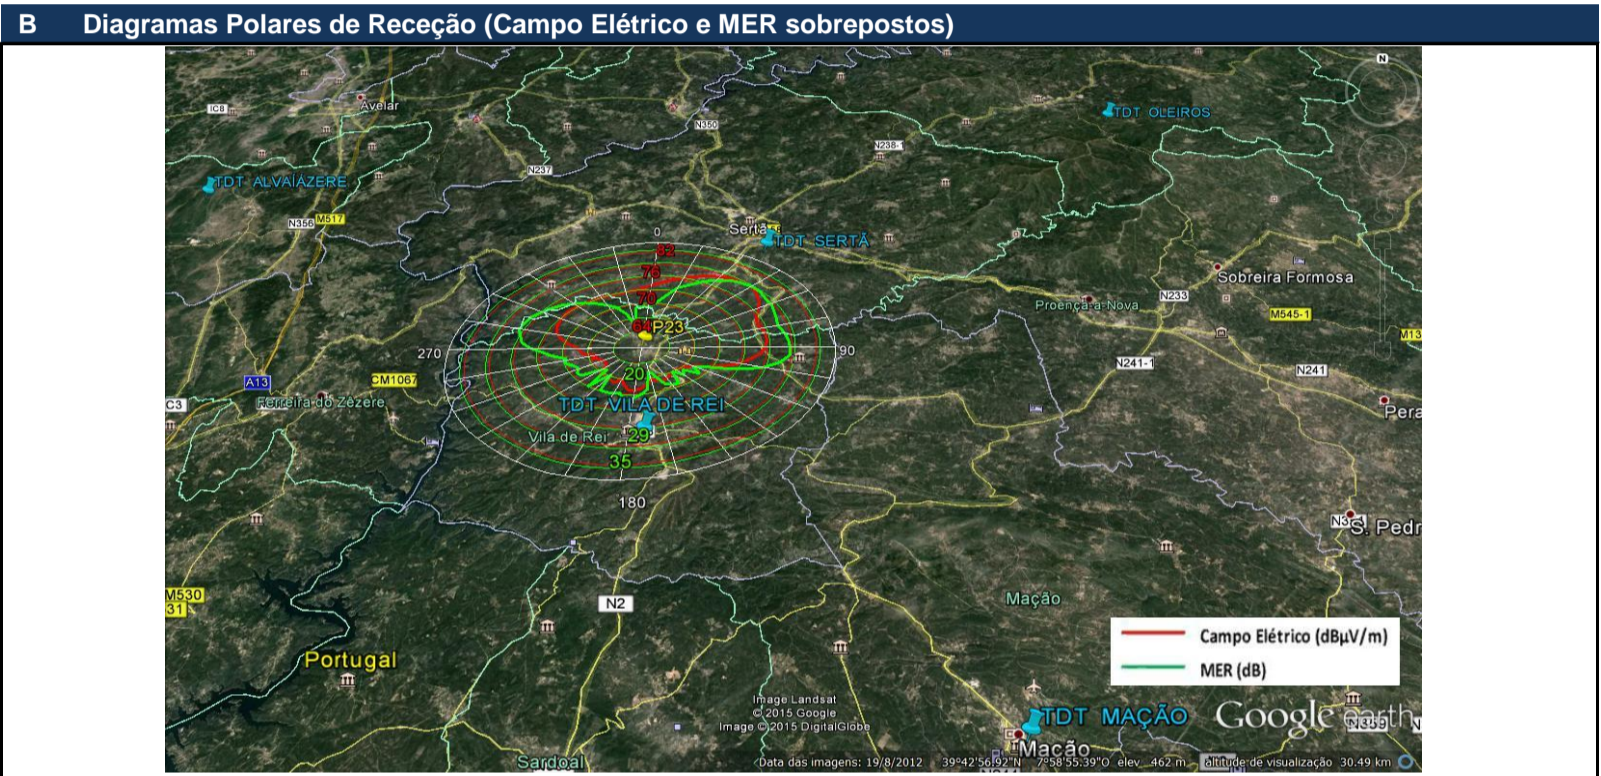 B Diagramas Polares de Receção (Campo Elétrico e MER sobrepostos)
N
Avelar
IC8
TDT OLEIROS
N350
N238-1
N237
TDT ALVAIÁZERE
N356
M517
Sertã
TDT SERTÃ
0
82
76
70
64
P23
Sobreira Formosa
Proença-a-Nova
N233
M545-1
M13
270
90
N241-1
N241
20
A13
CM1067
C3
Ferreira do Zêzere
TDT VILA DE REI
Pera
Vila de Rei
29
35
180
S. Pedr
M530
31
N2
Mação
Campo Elétrico (dBµV/m)
MER (dB)
Portugal
Image Landsat
© 2015 Google
Image © 2015 DigitalGlobe
TDT MAÇÃO
Google earth
Mação
Sardoal
Data das imagens: 19/8/2012 39°42'56.92"N 7°58'55.39"O elev 462 m altitude de visualização 30.49 km